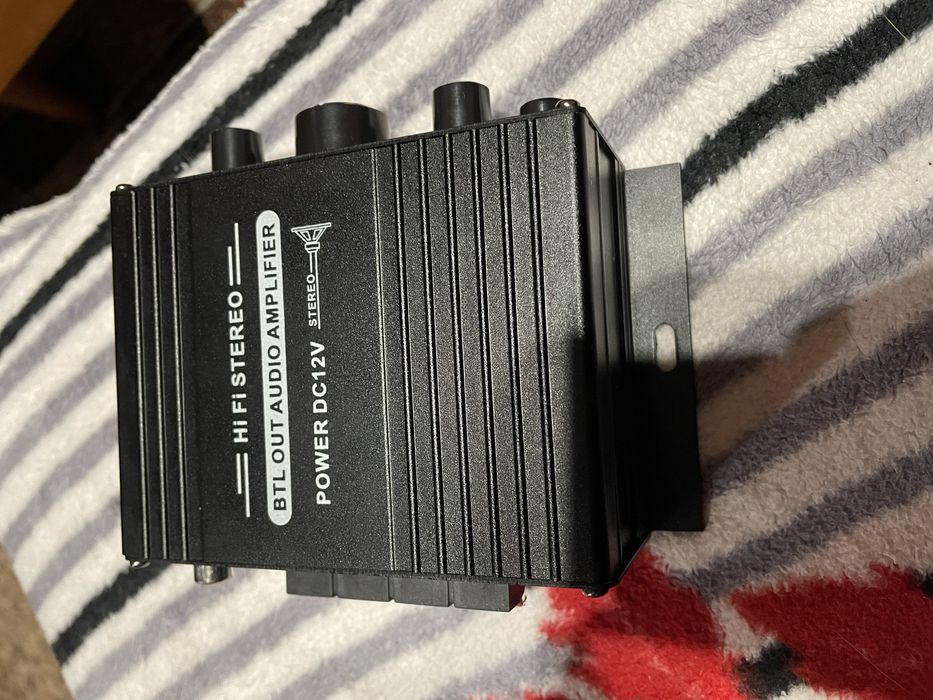 Hi Fi STEREO
BTL OUT AUDIO AMPLIFIER
POWER DC12V STEREO